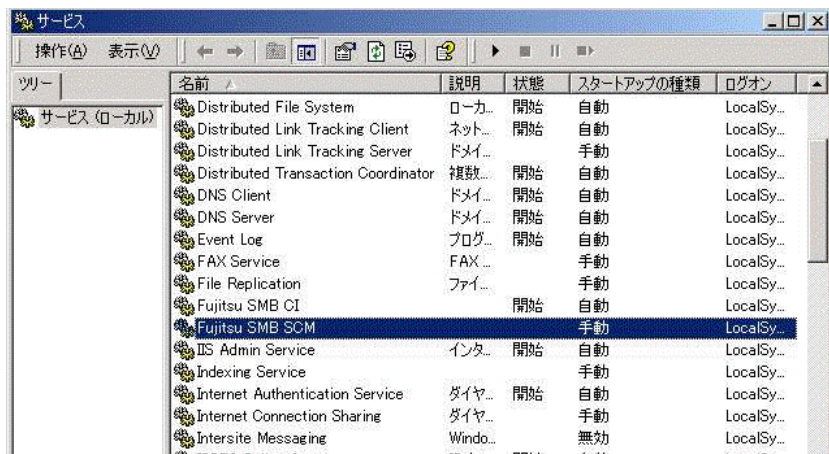 サービス
操作(A) 表示(V)
ツリー
サービス (ローカル)
名前 説明 状態 スタートアップの種類 ログオン
Distributed File System ローカ... 開始 自動 LocalSy...
Distributed Link Tracking Client ネット... 開始 自動 LocalSy...
Distributed Link Tracking Server ドメイ... 手動 LocalSy...
Distributed Transaction Coordinator 複数... 開始 自動 LocalSy...
DNS Client ドメイ... 開始 自動 LocalSy...
DNS Server ドメイ... 開始 自動 LocalSy...
Event Log プログ... 開始 自動 LocalSy...
FAX Service FAX ... 手動 LocalSy...
File Replication ファイ... 手動 LocalSy...
Fujitsu SMB CI 開始 自動 LocalSy...
Fujitsu SMB SCM 手動 LocalSy...
IIS Admin Service インタ... 開始 自動 LocalSy...
Indexing Service 手動 LocalSy...
Internet Authentication Service ダイヤ... 開始 自動 LocalSy...
Internet Connection Sharing ダイヤ... 手動 LocalSy...
Intersite Messaging Windo... 無効 LocalSy...